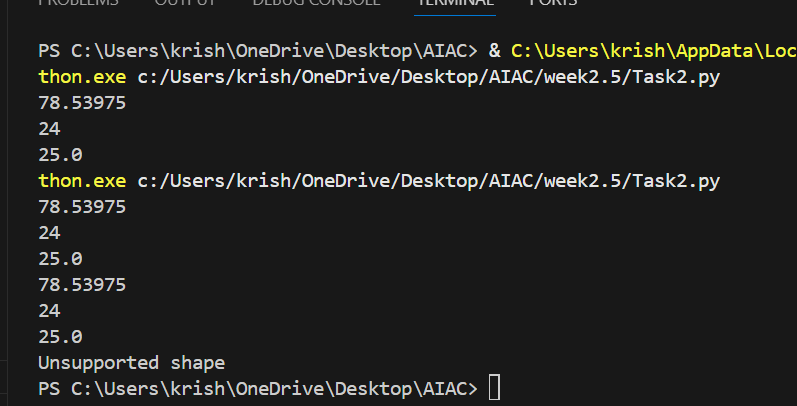 PROBLEMS OUTPUT DEBUG CONSOLE TERMINAL PORTS
PS C:\Users\krish\OneDrive\Desktop\AIAC> & C:\Users\krish\AppData\Loc
thon.exe c:/Users/krish/OneDrive/Desktop/AIAC/week2.5/Task2.py
78.53975
24
25.0
thon.exe c:/Users/krish/OneDrive/Desktop/AIAC/week2.5/Task2.py
78.53975
24
25.0
78.53975
24
25.0
Unsupported shape
PS C:\Users\krish\OneDrive\Desktop\AIAC>